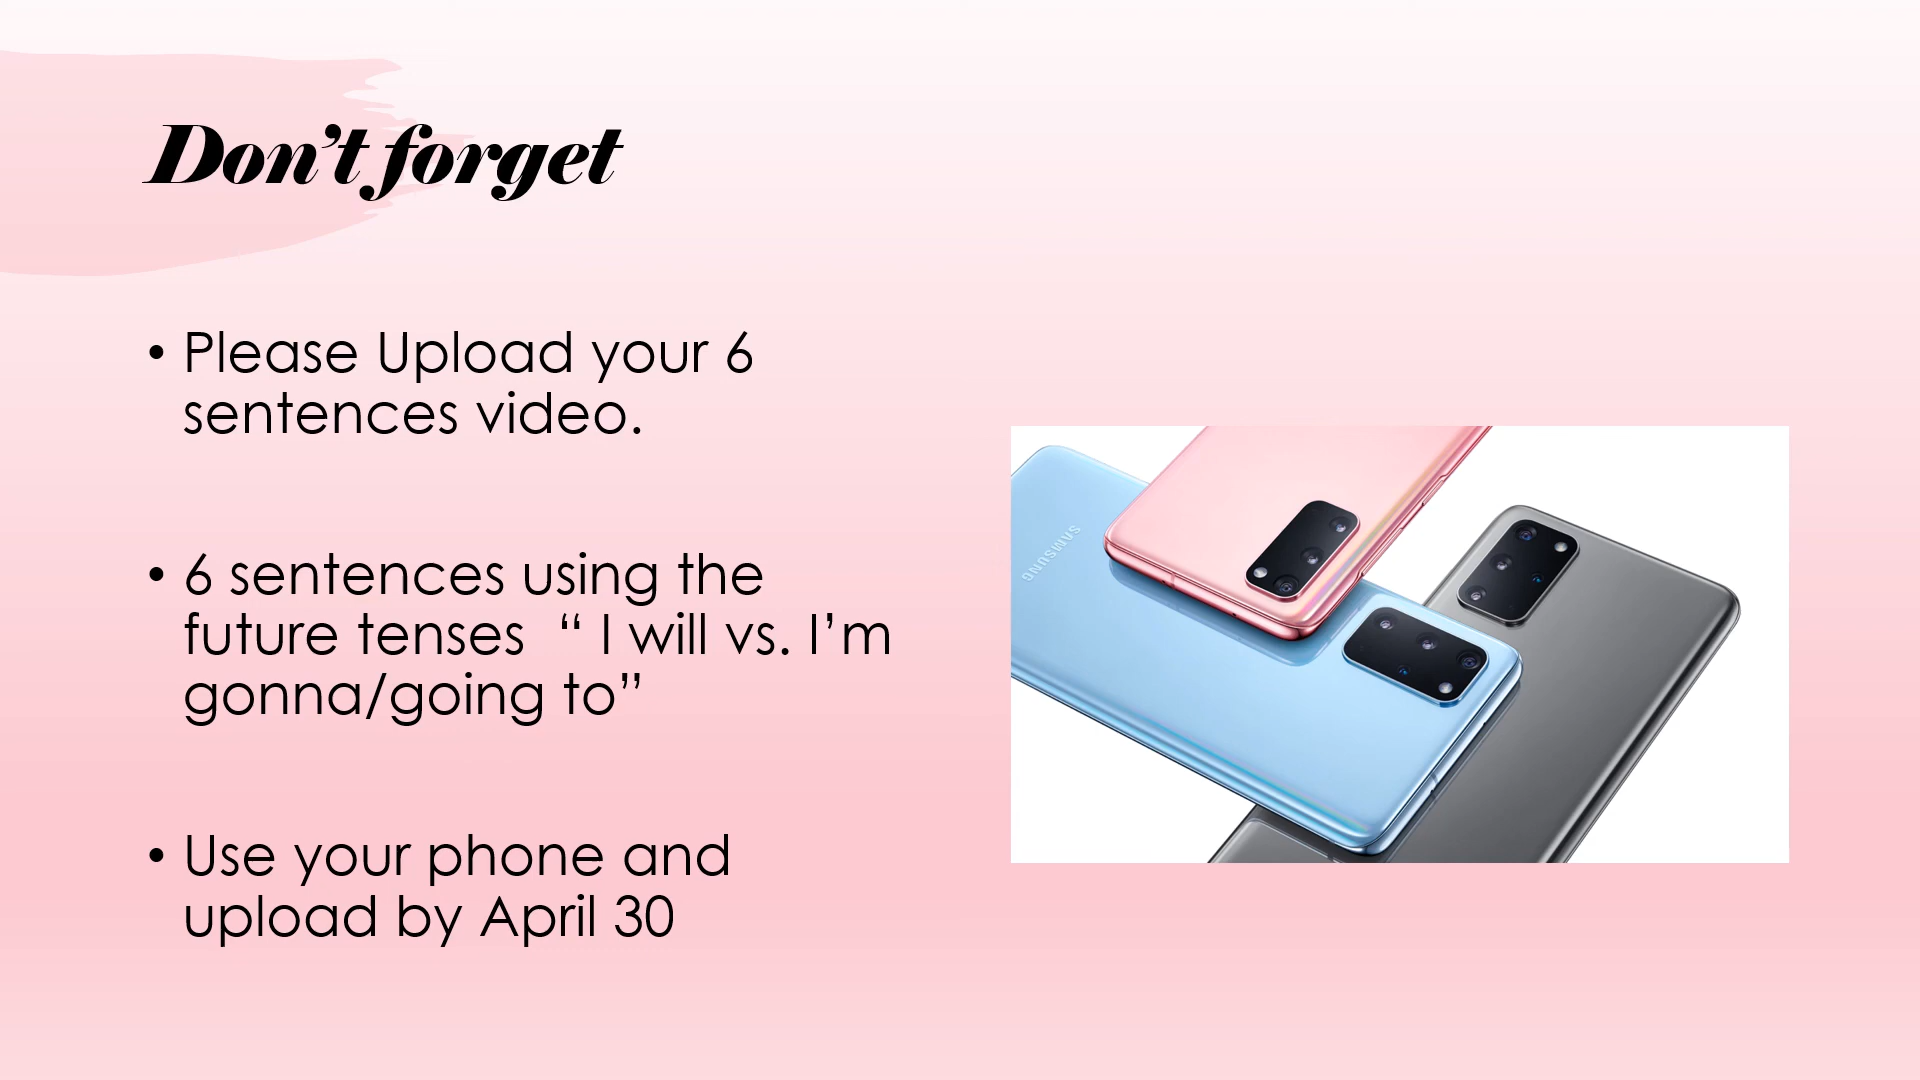 Don’t forget
• Please Upload your 6
sentences video.
• 6 sentences using the
future tenses  “ I will vs. I’m
gonna/going to”
• Use your phone and
upload by April 30
SAMSUNG